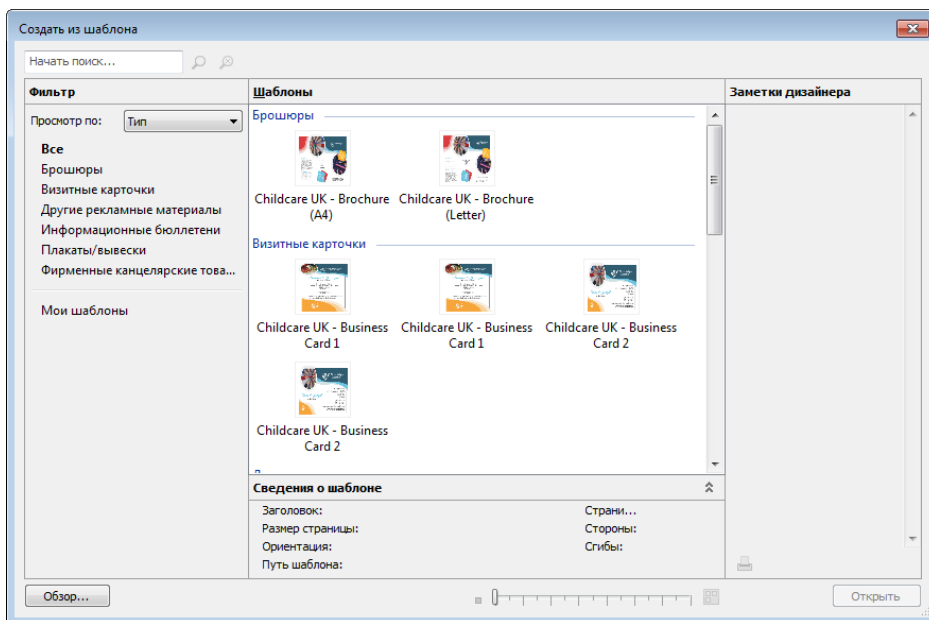 Создать из шаблона
Начать поиск...
Фильтр
Просмотр по:
Тип
Все
Брошюры
Визитные карточки
Другие рекламные материалы
Информационные бюллетени
Плакаты/вывески
Фирменные канцелярские това...
Мои шаблоны
Шаблоны
Брошюры
Childcare UK - Brochure
(A4)
Childcare UK - Brochure
(Letter)
Визитные карточки
Childcare UK - Business
Card 1
Childcare UK - Business
Card 1
Childcare UK - Business
Card 2
Childcare UK - Business
Card 2
Сведения о шаблоне
Заголовок:
Размер страницы:
Ориентация:
Путь шаблона:
Страни...
Стороны:
Сгибы:
Заметки дизайнера
Обзор...
Открыть